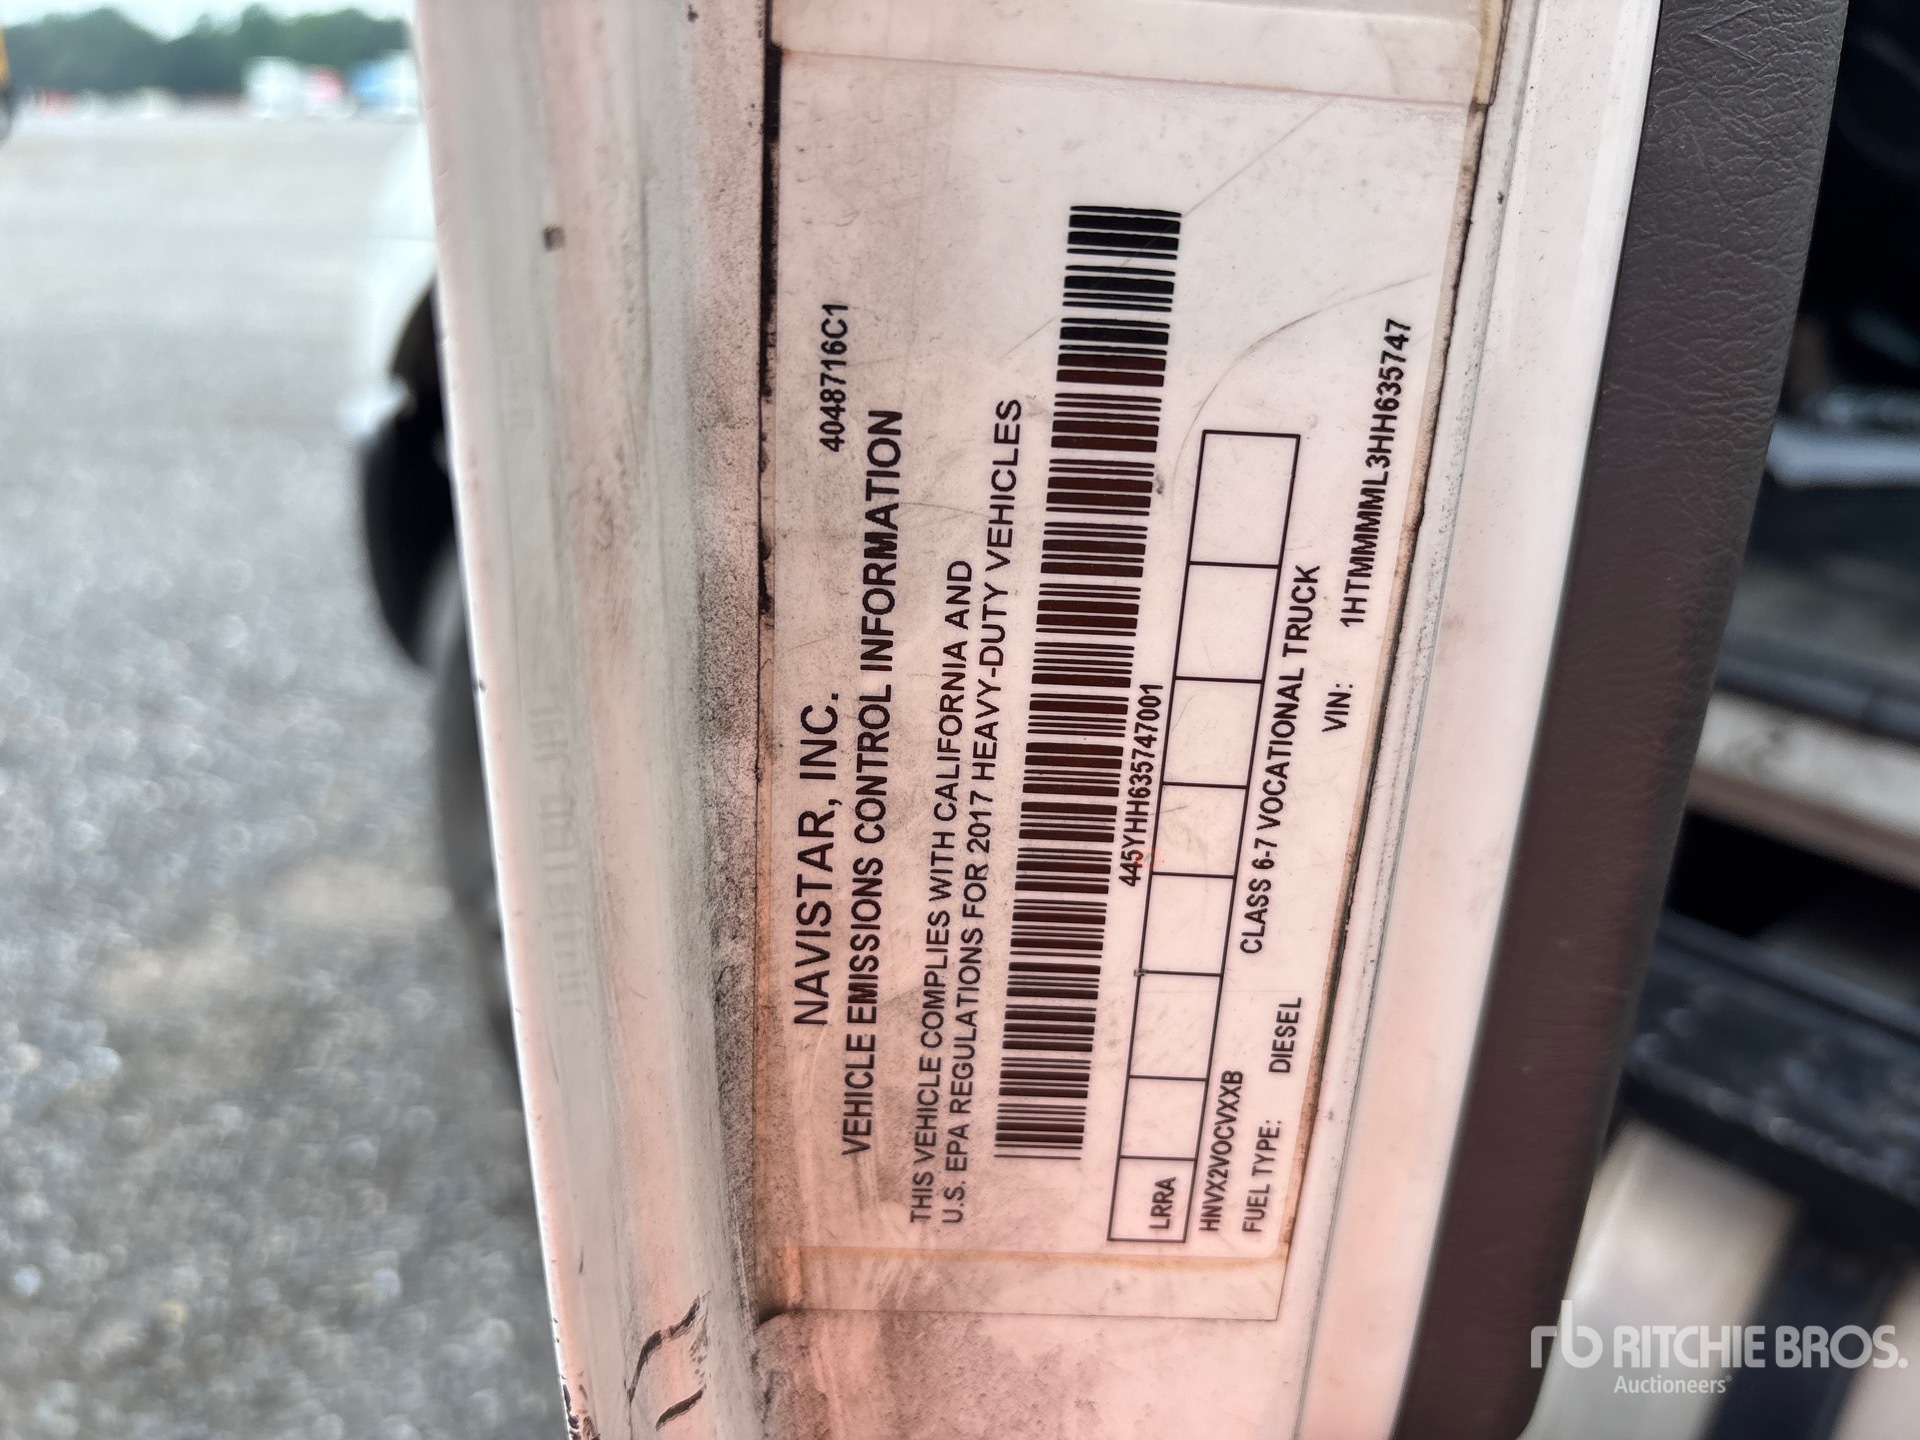 4048716C1
NAVISTAR, INC.
VEHICLE EMISSIONS CONTROL INFORMATION
THIS VEHICLE COMPLIES WITH CALIFORNIA AND
U.S. EPA REGULATIONS FOR 2017 HEAVY-DUTY VEHICLES
445YHH635747001
LRRA
HNVX2VOCVXXB
CLASS 6-7 VOCATIONAL TRUCK
FUEL TYPE: DIESEL
VIN: 1HTMMMML3HH635747
rb RITCHIE BROS.
Auctioneers